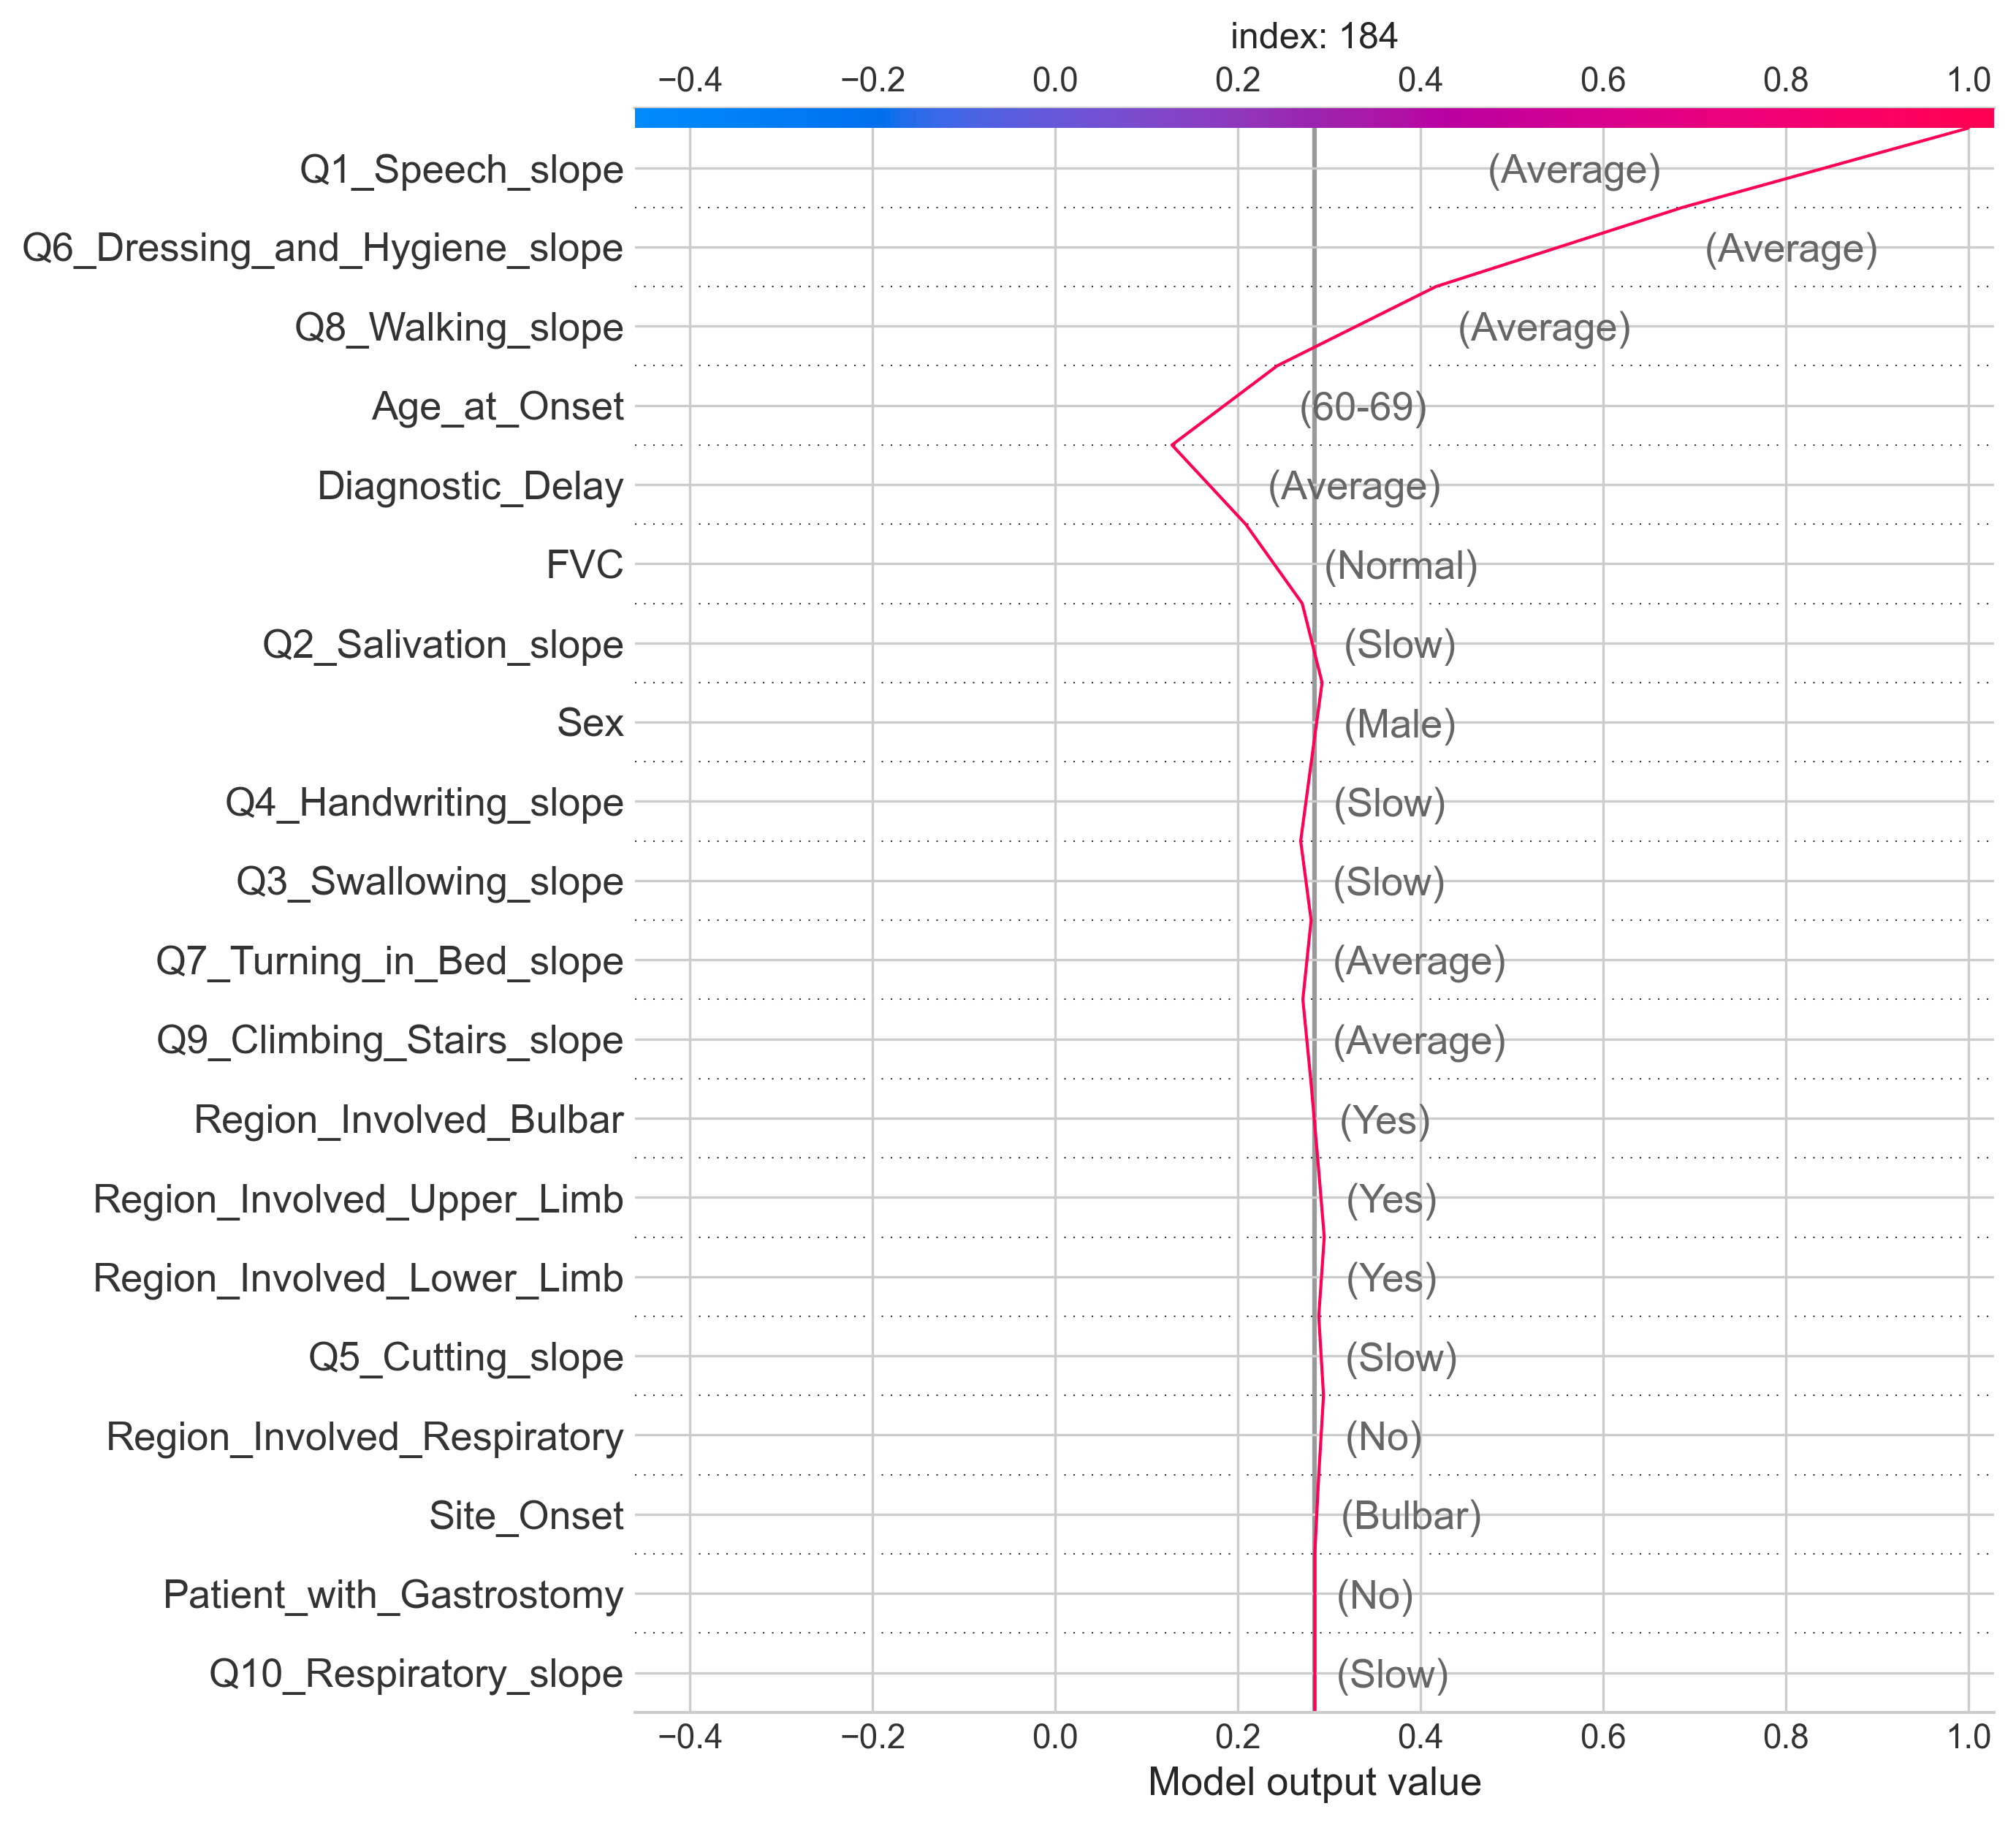 index: 184
−0.4 −0.2 0.0 0.2 0.4 0.6 0.8 1.0
Q1_Speech_slope (Average)
Q6_Dressing_and_Hygiene_slope (Average)
Q8_Walking_slope (Average)
Age_at_Onset (60-69)
Diagnostic_Delay (Average)
FVC (Normal)
Q2_Salivation_slope (Slow)
Sex (Male)
Q4_Handwriting_slope (Slow)
Q3_Swallowing_slope (Slow)
Q7_Turning_in_Bed_slope (Average)
Q9_Climbing_Stairs_slope (Average)
Region_Involved_Bulbar (Yes)
Region_Involved_Upper_Limb (Yes)
Region_Involved_Lower_Limb (Yes)
Q5_Cutting_slope (Slow)
Region_Involved_Respiratory (No)
Site_Onset (Bulbar)
Patient_with_Gastrostomy (No)
Q10_Respiratory_slope (Slow)
−0.4 −0.2 0.0 0.2 0.4 0.6 0.8 1.0
Model output value